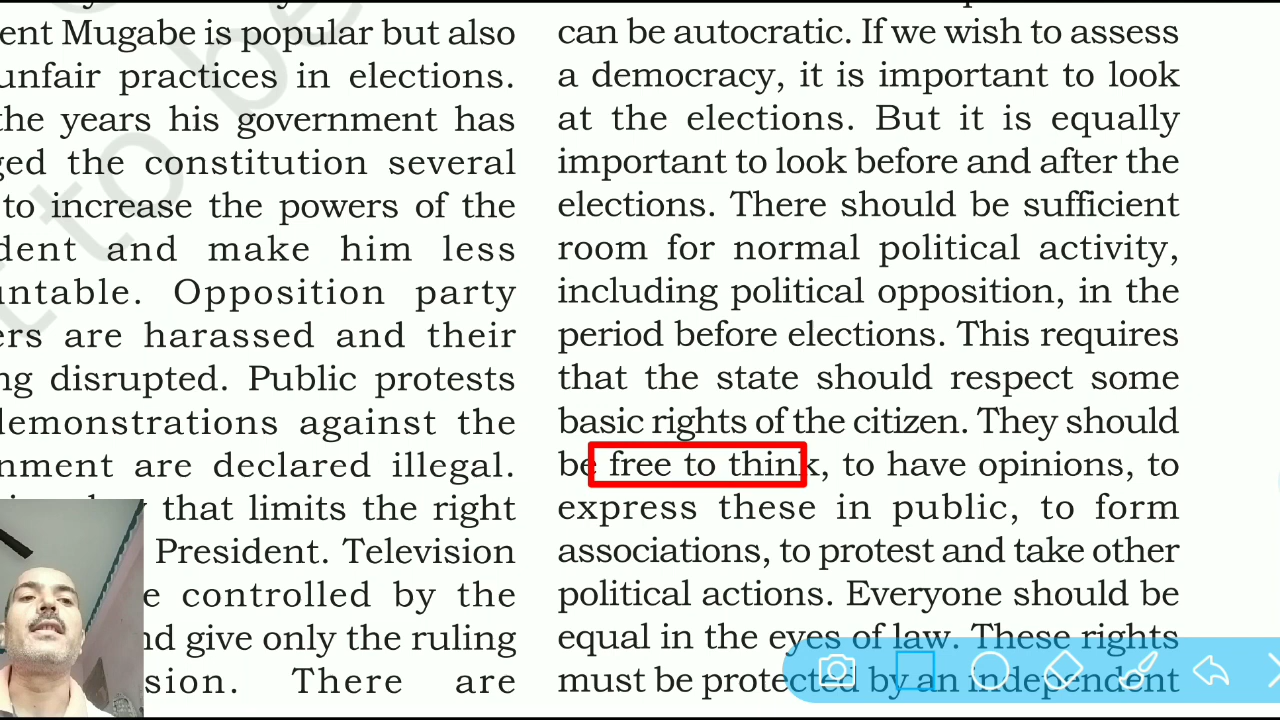 ent Mugabe is popular but also
unfair practices in elections.
the years his government has
ged the constitution several
to increase the powers of the
dent and make him less
untable. Opposition party
ers are harassed and their
ng disrupted. Public protests
demonstrations against the
nment are declared illegal.
that limits the right
President. Television
e controlled by the
nd give only the ruling
sion. There are
can be autocratic. If we wish to assess
a democracy, it is important to look
at the elections. But it is equally
important to look before and after the
elections. There should be sufficient
room for normal political activity,
including political opposition, in the
period before elections. This requires
that the state should respect some
basic rights of the citizen. They should
be free to think, to have opinions, to
express these in public, to form
associations, to protest and take other
political actions. Everyone should be
equal in the eyes of law. These rights
must be protected by an independent